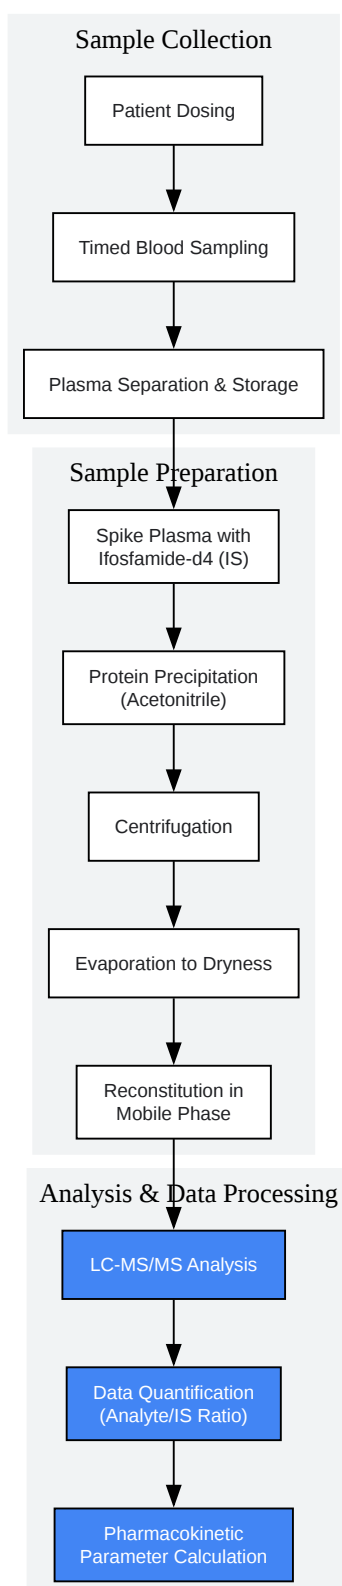 Sample Collection
Patient Dosing
Timed Blood Sampling
Plasma Separation & Storage
Sample Preparation
Spike Plasma with
Ifosfamide-d4 (IS)
Protein Precipitation
(Acetonitrile)
Centrifugation
Evaporation to Dryness
Reconstitution in
Mobile Phase
Analysis & Data Processing
LC-MS/MS Analysis
Data Quantification
(Analyte/IS Ratio)
Pharmacokinetic
Parameter Calculation